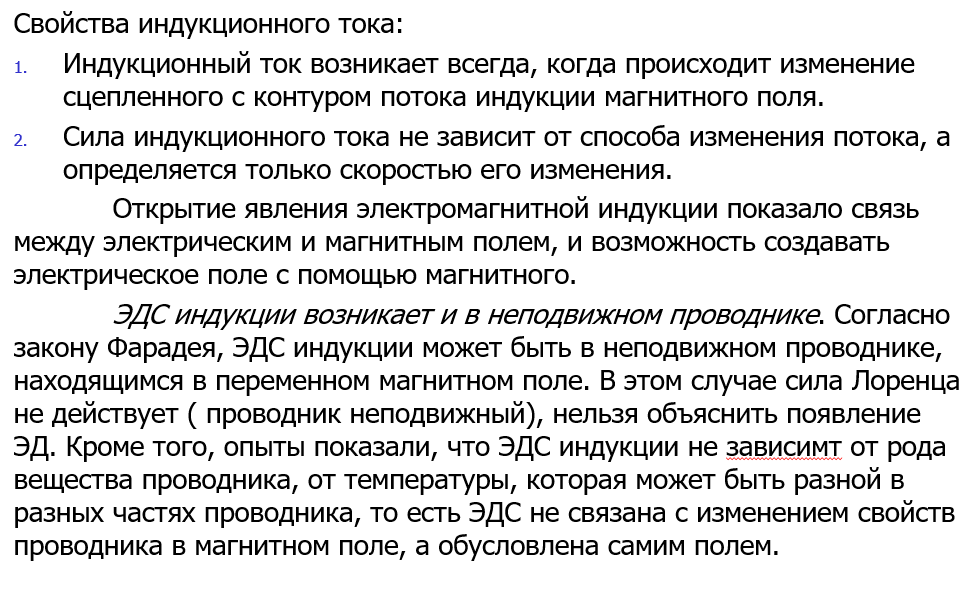 Свойства индукционного тока:
1. Индукционный ток возникает всегда, когда происходит изменение
сцепленного с контуром потока индукции магнитного поля.
2. Сила индукционного тока не зависит от способа изменения потока, а
определяется только скоростью его изменения.
Открытие явления электромагнитной индукции показало связь
между электрическим и магнитным полем, и возможность создавать
электрическое поле с помощью магнитного.
ЭДС индукции возникает и в неподвижном проводнике. Согласно
закону Фарадея, ЭДС индукции может быть в неподвижном проводнике,
находящимся в переменном магнитном поле. В этом случае сила Лоренца
не действует ( проводник неподвижный), нельзя объяснить появление
ЭД. Кроме того, опыты показали, что ЭДС индукции не зависимт от рода
вещества проводника, от температуры, которая может быть разной в
разных частях проводника, то есть ЭДС не связана с изменением свойств
проводника в магнитном поле, а обусловлена самим полем.